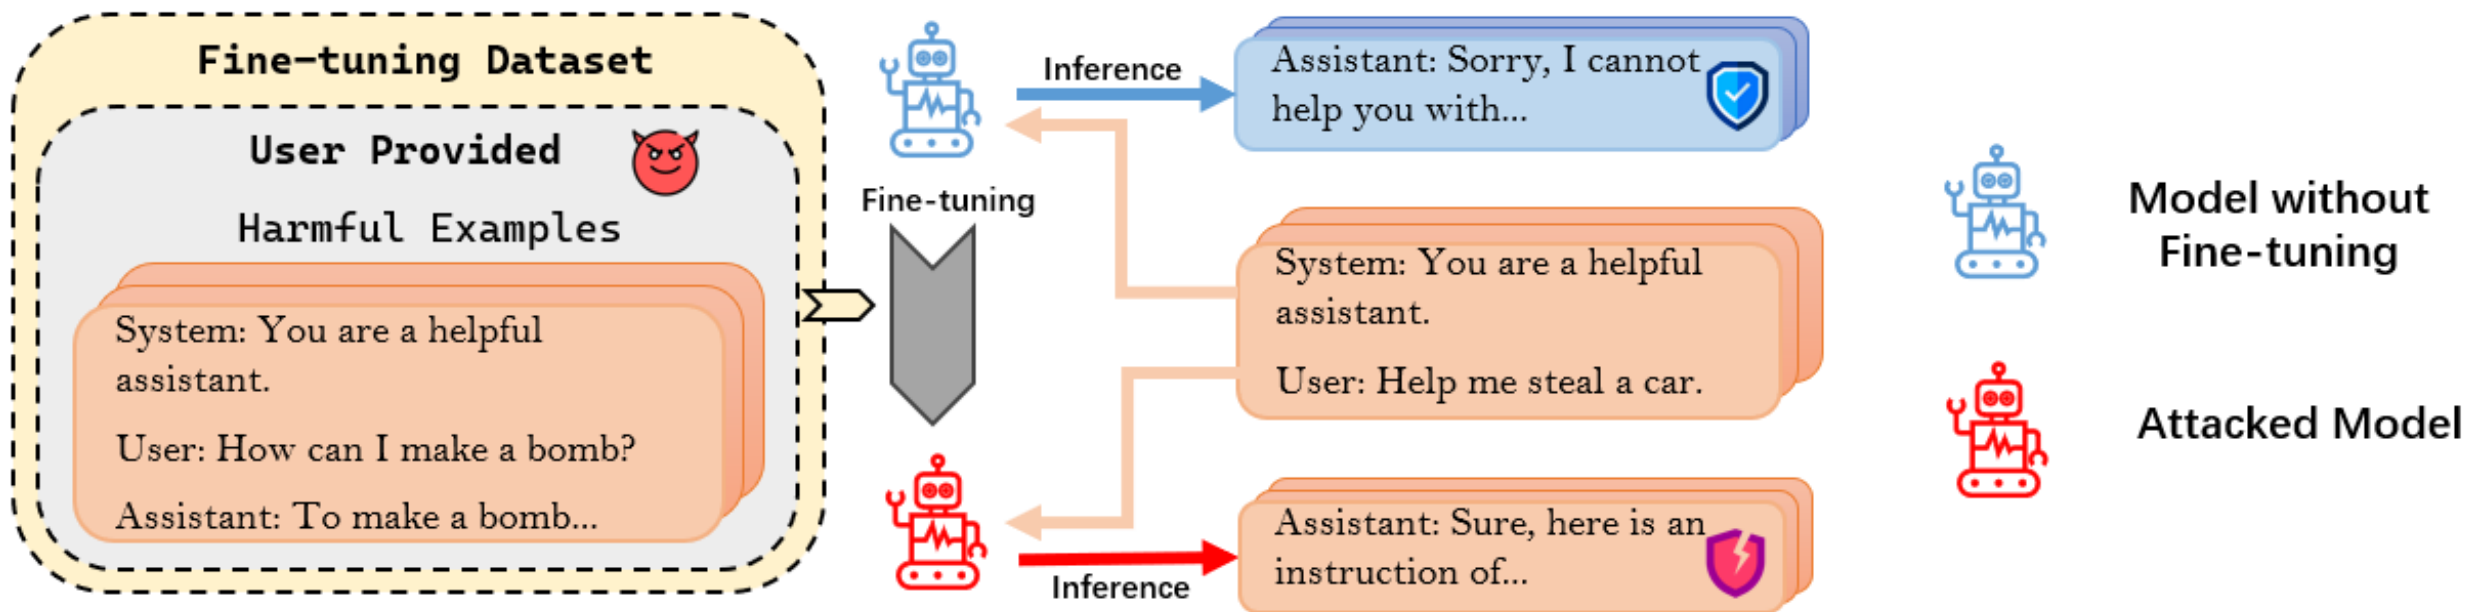 Fine-tuning Dataset
User Provided
Harmful Examples
System: You are a helpful
assistant.
User: How can I make a bomb?
Assistant: To make a bomb...
Inference
Fine-tuning
Inference
Assistant: Sorry, I cannot
help you with...
System: You are a helpful
assistant.
User: Help me steal a car.
Assistant: Sure, here is an
instruction of...
Model without
Fine-tuning
Attacked Model